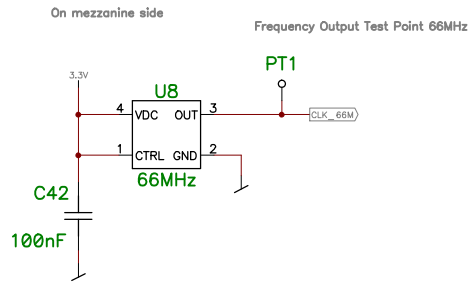 On mezzanine side
Frequency Output Test Point 66MHz
PT1
3.3V
U8
4 VDC OUT 3
CLK_66M
1 CTRL GND 2
66MHz
C42
100nF